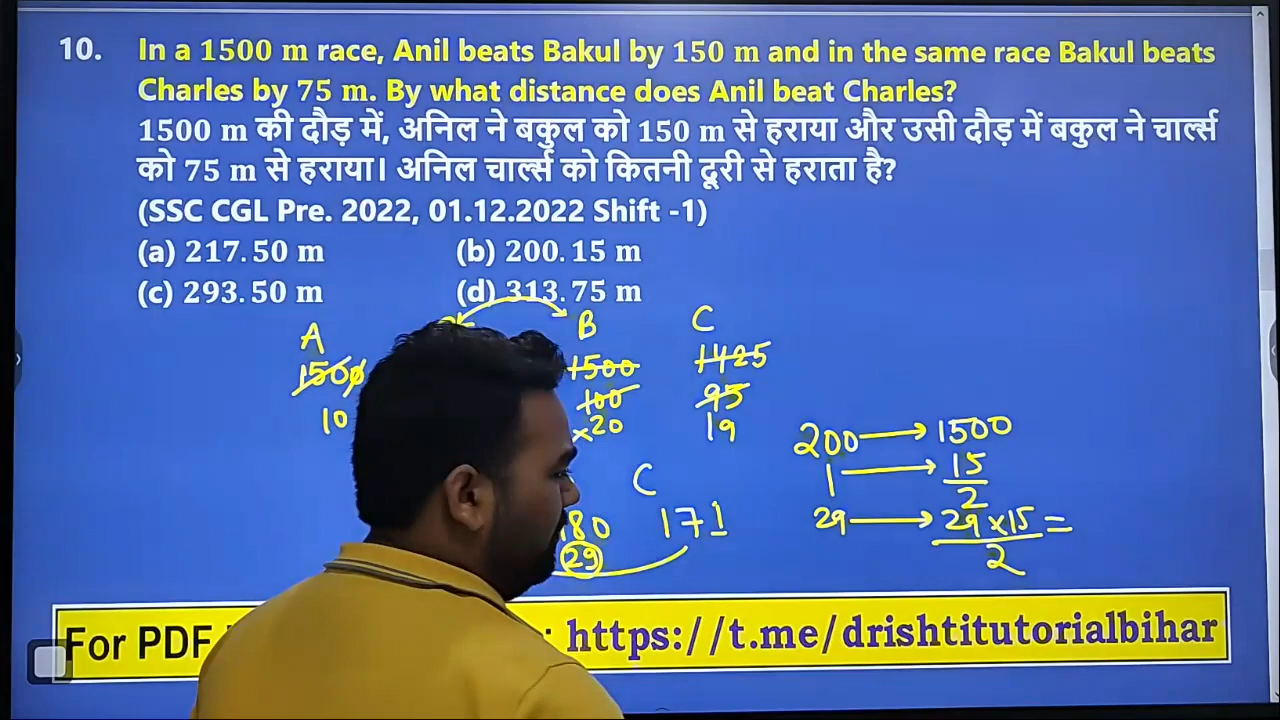 10. In a 1500 m race, Anil beats Bakul by 150 m and in the same race Bakul beats
Charles by 75 m. By what distance does Anil beat Charles?
1500 m की दौड़ में, अनिल ने बकुल को 150 m से हराया और उसी दौड़ में बकुल ने चार्ल्स
को 75 m से हराया। अनिल चार्ल्स को कितनी दूरी से हराता है?
(SSC CGL Pre. 2022, 01.12.2022 Shift -1)
(a) 217.50 m (b) 200.15 m
(c) 293.50 m (d) 313.75 m
A B C
1500 1500 1425
100 95
10 ×20 19
200 → 1500
1 → 15/2
29 → 29×15/2 =
C
180 171
29
For PDF : https://t.me/drishtitutorialbihar